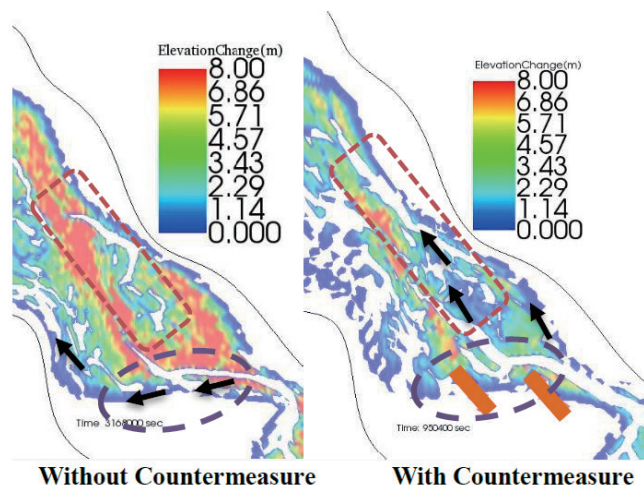 ElevationChange(m)
8.00
6.86
5.71
4.57
3.43
2.29
1.14
0.000
Time 3168000 sec
Without Countermeasure
ElevationChange(m)
8.00
6.86
5.71
4.57
3.43
2.29
1.14
0.000
Time: 950400 sec
With Countermeasure